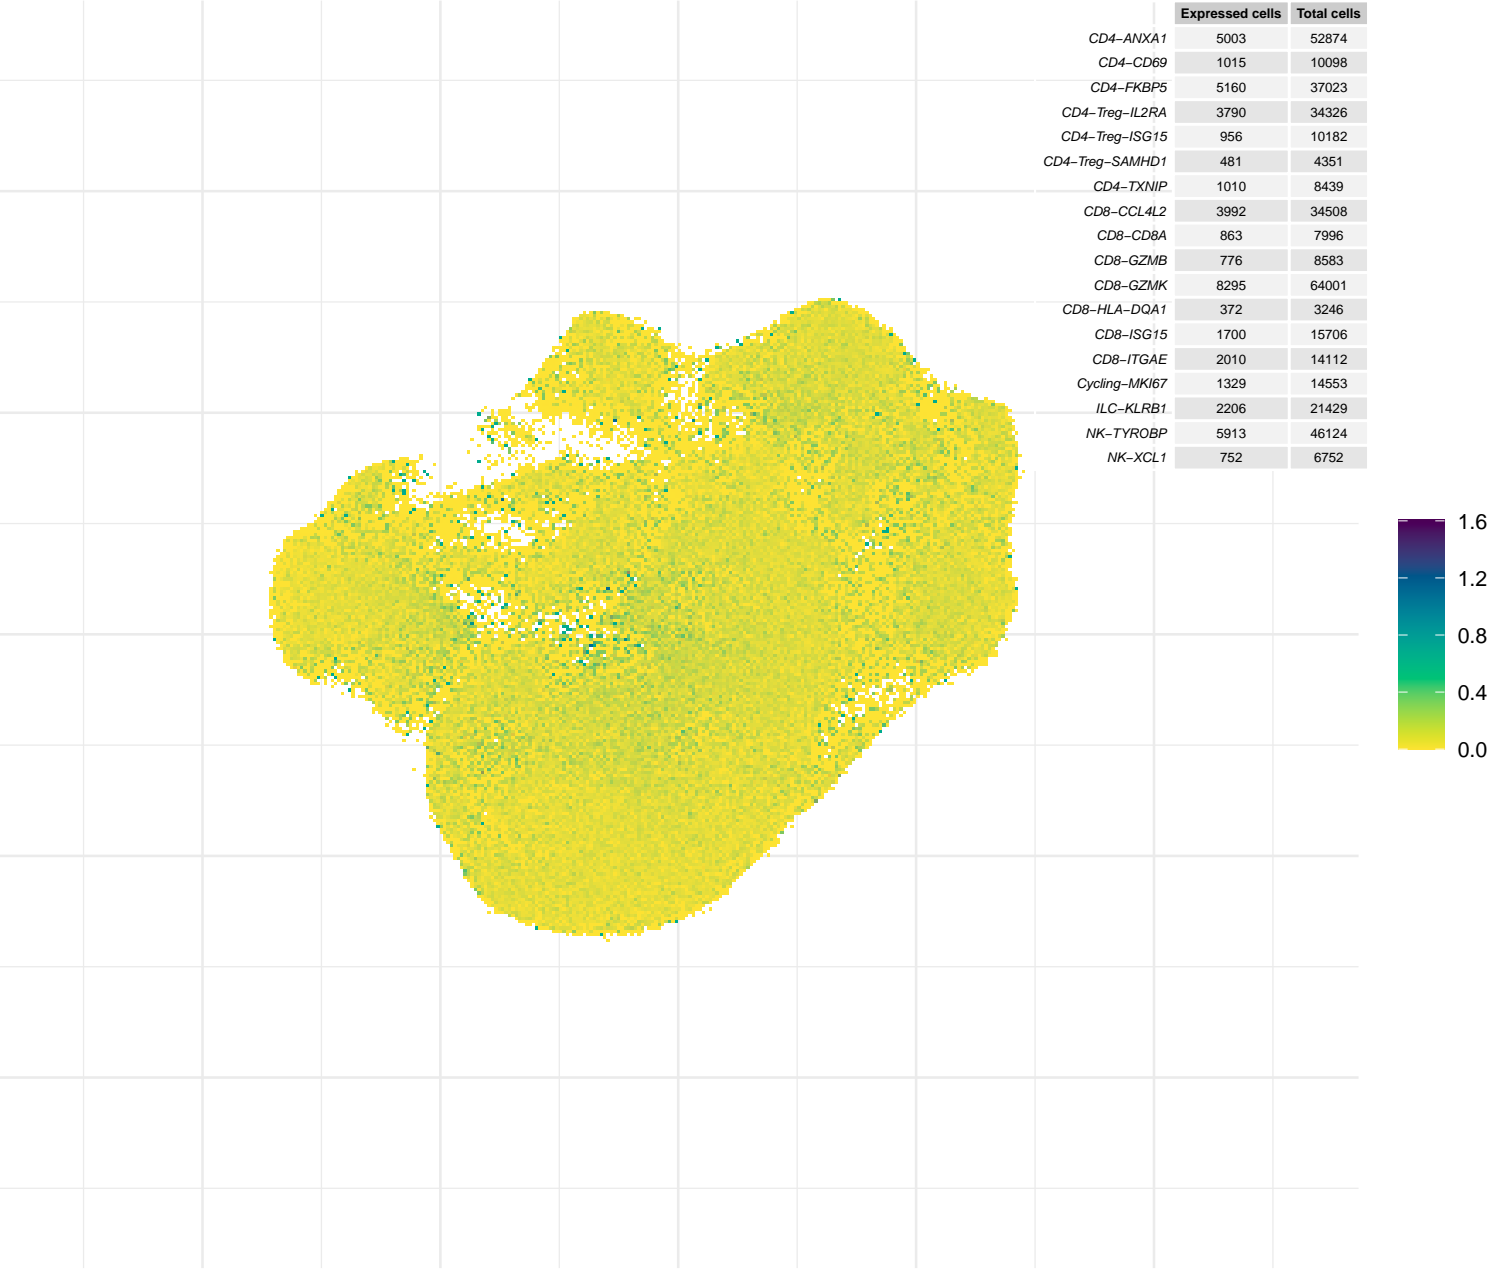 Expressed cells Total cells
CD4−ANXA1 5003 52874
CD4−CD69 1015 10098
CD4−FKBP5 5160 37023
CD4−Treg−IL2RA 3790 34326
CD4−Treg−ISG15 956 10182
CD4−Treg−SAMHD1 481 4351
CD4−TXNIP 1010 8439
CD8−CCL4L2 3992 34508
CD8−CD8A 863 7996
CD8−GZMB 776 8583
CD8−GZMK 8295 64001
CD8−HLA−DQA1 372 3246
CD8−ISG15 1700 15706
CD8−ITGAE 2010 14112
Cycling−MKI67 1329 14553
ILC−KLRB1 2206 21429
NK−TYROBP 5913 46124
NK−XCL1 752 6752
1.6
1.2
0.8
0.4
0.0